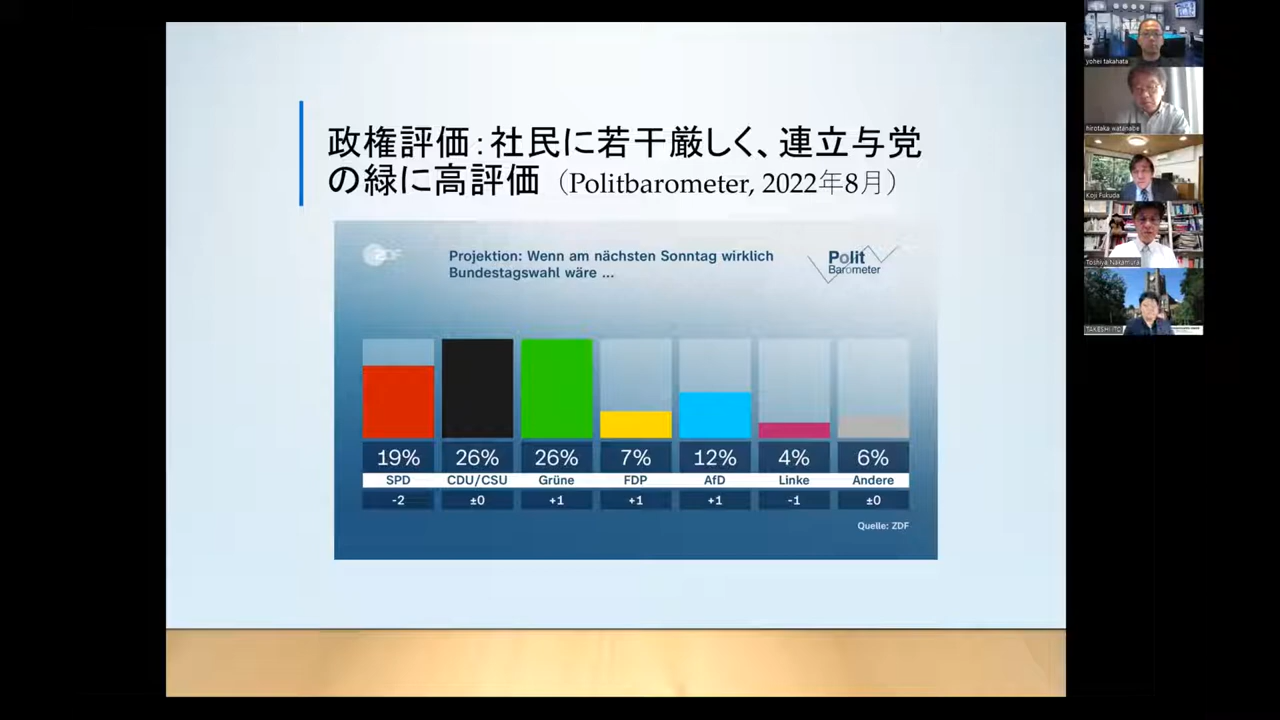 政権評価：社民に若干厳しく、連立与党
の緑に高評価（Politbarometer, 2022年8月）
ZDF
Projektion: Wenn am nächsten Sonntag wirklich
Bundestagswahl wäre ...
Polit
Barometer
19% 26% 26% 7% 12% 4% 6%
SPD CDU/CSU Grüne FDP AfD Linke Andere
-2 ±0 +1 +1 +1 -1 ±0
Quelle: ZDF
yohei takahata
hirotaka watanabe
Koji Fukuda
Toshiya Nakamura
TAKESHI ITO